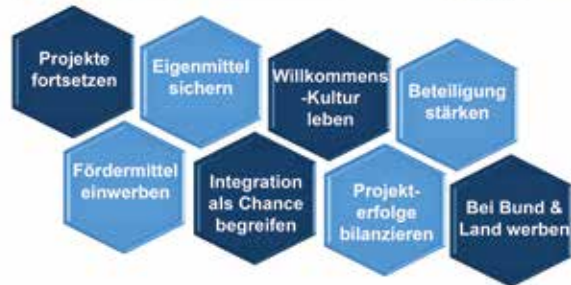 Projekte
fortsetzen
Eigenmittel
sichern
Willkommens
-Kultur
leben
Beteiligung
stärken
Fördermittel
einwerben
Integration
als Chance
begreifen
Projekt-
erfolge
bilanzieren
Bei Bund &
Land werben